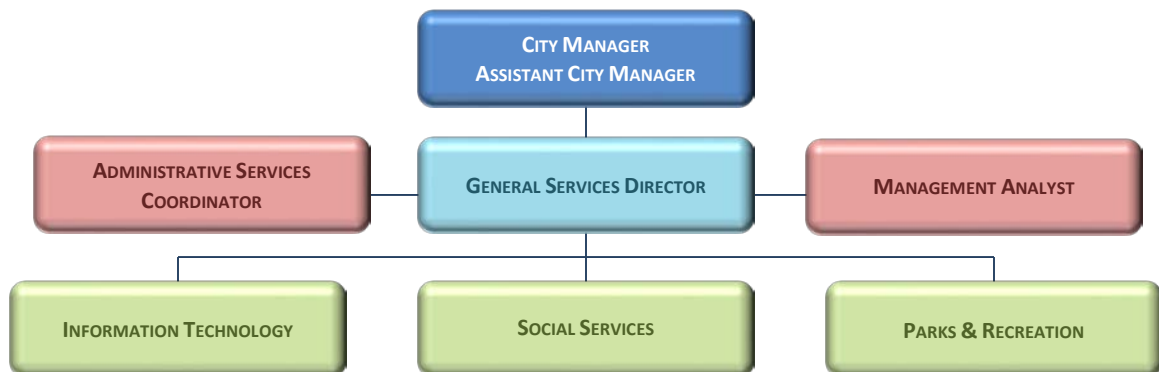 CITY MANAGER
ASSISTANT CITY MANAGER
ADMINISTRATIVE SERVICES
COORDINATOR
GENERAL SERVICES DIRECTOR
MANAGEMENT ANALYST
INFORMATION TECHNOLOGY
SOCIAL SERVICES
PARKS & RECREATION